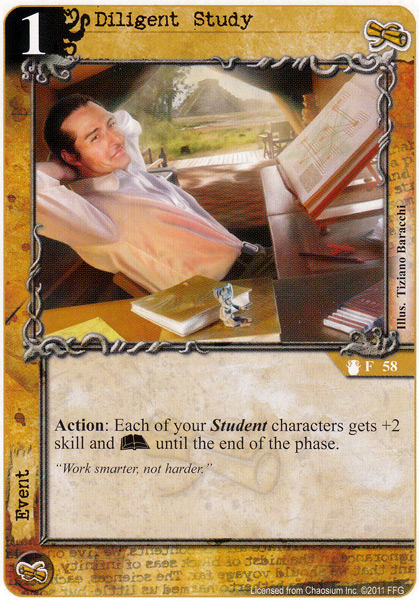 1 Diligent Study
Illus. Tiziano Baracchi
F 58
Action: Each of your Student characters gets +2
skill and until the end of the phase.
“Work smarter, not harder.”
Event
Licensed from Chaosium Inc. ©2011 FFG